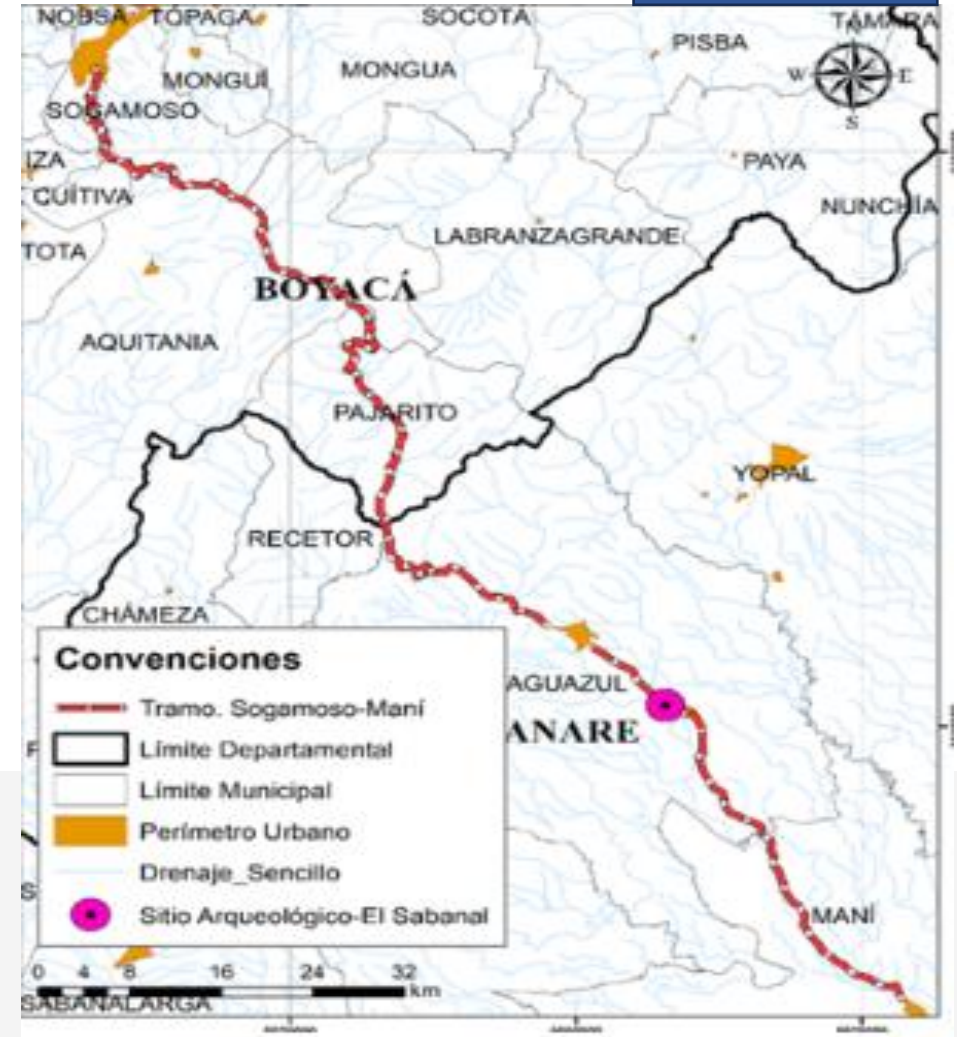 NOBSA TÓPAGA SOCOTÁ TÁMARA
PISBA
MONGUÍ MONGUA
W E
S
SOGAMOSO
IZA PAYA
CUÍTIVA NUNCHÍA
TOTA LABRANZAGRANDE
BOYACÁ
AQUITANIA
PAJARITO
YOPAL
RECETOR
CHÁMEZA
Convenciones
AGUAZUL
Tramo. Sogamoso-Maní
ANARE
Límite Departamental
Límite Municipal
Perímetro Urbano
Drenaje_Sencillo
Sitio Arqueológico-El Sabanal
MANÍ
0 4 8 16 24 32
km
SABANALARGA